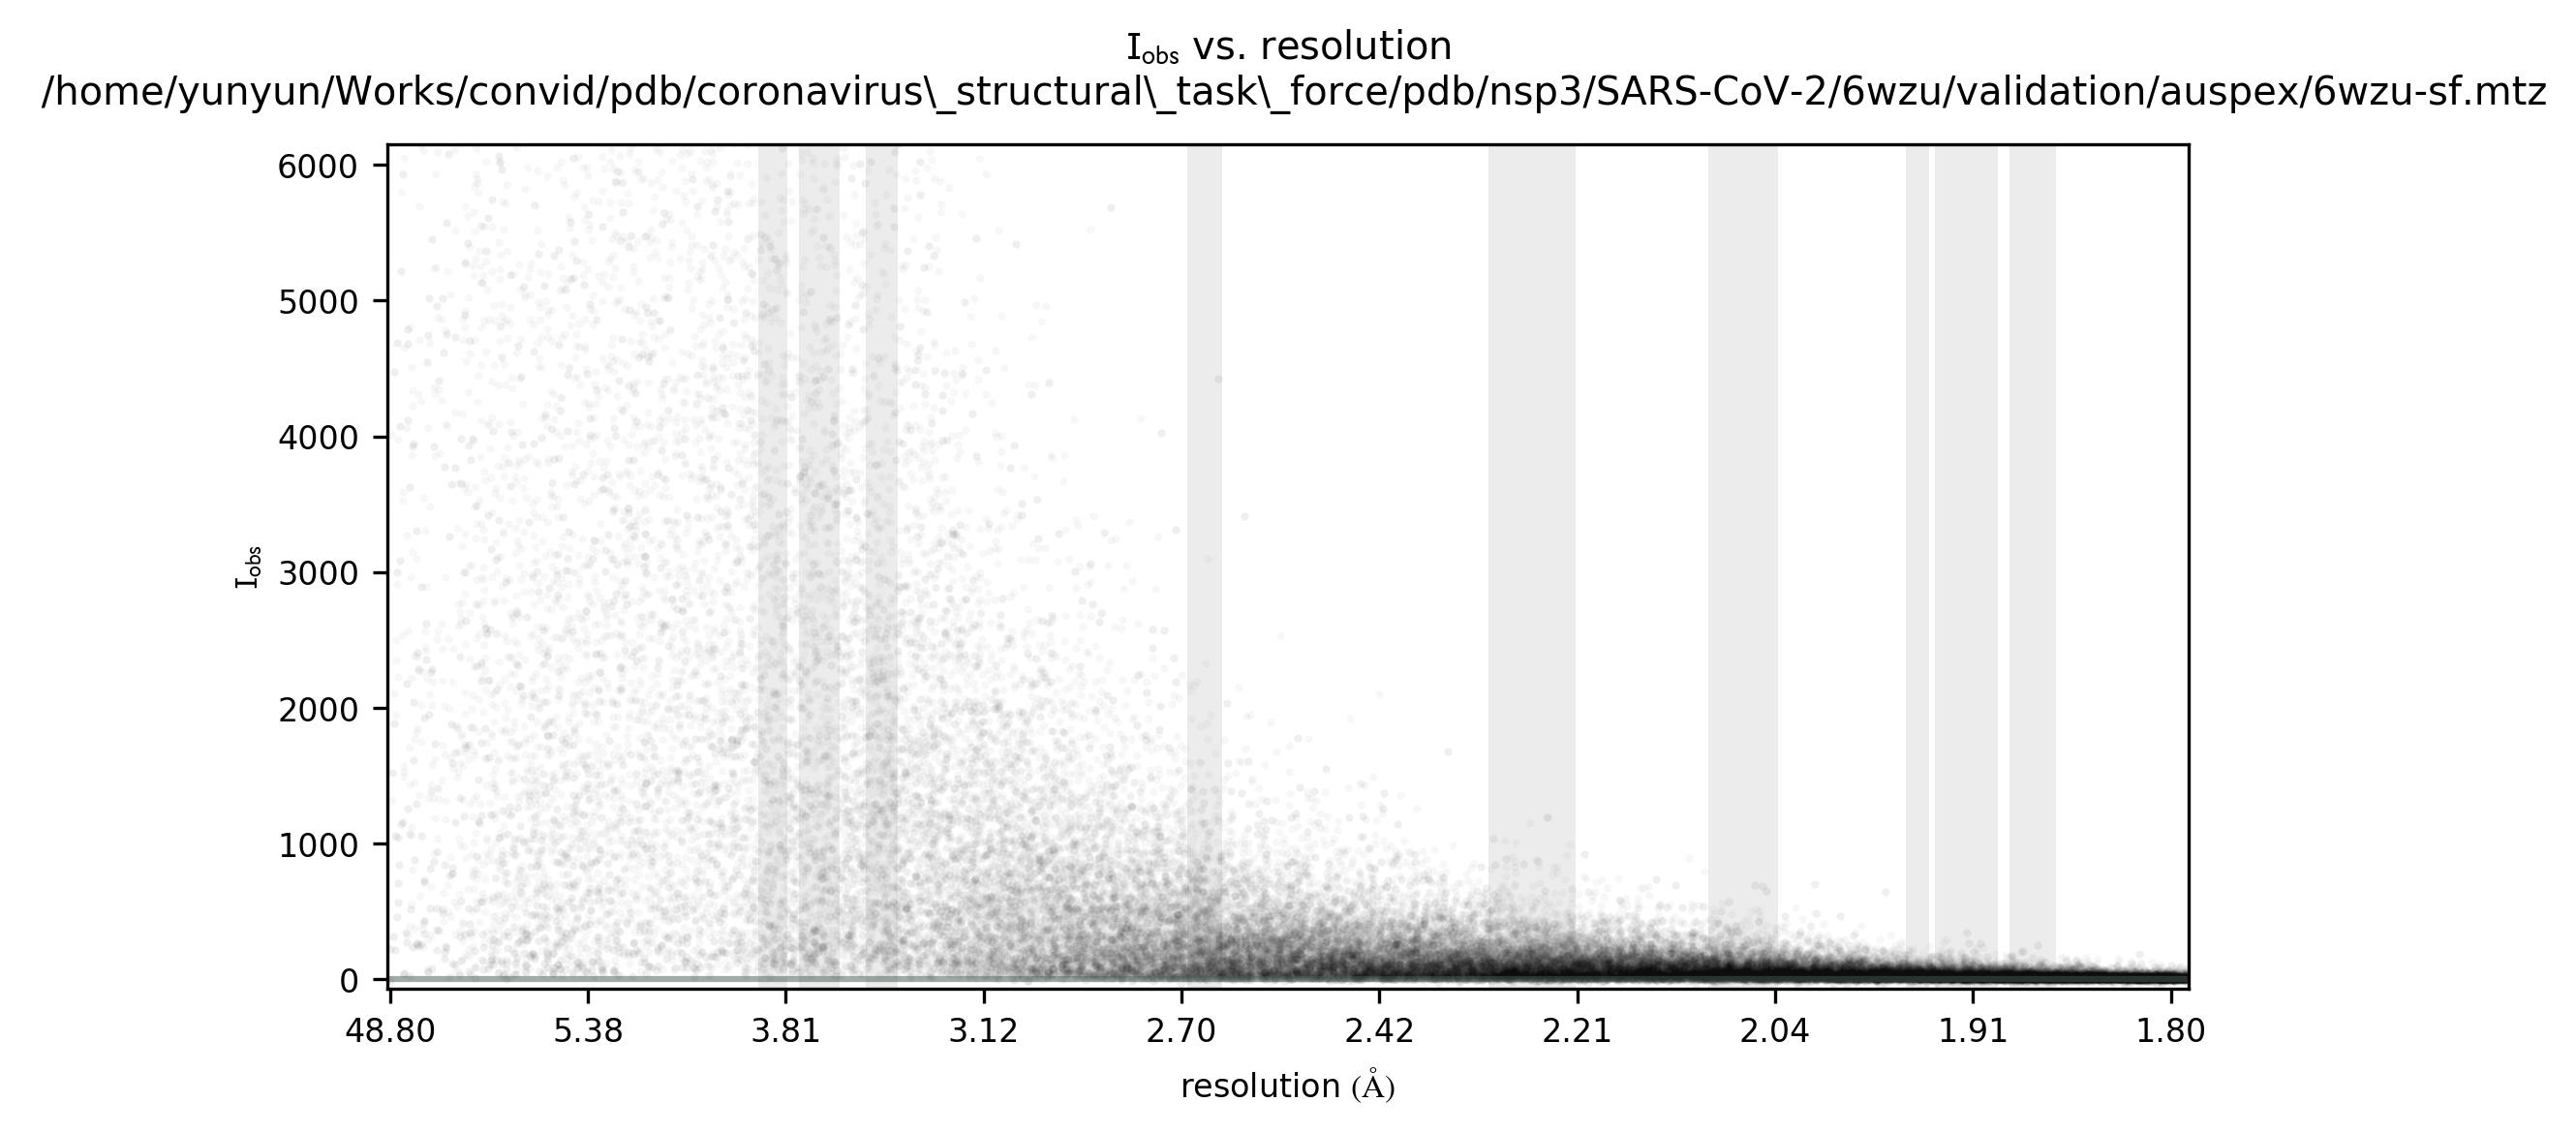 Iobs vs. resolution
/home/yunyun/Works/convid/pdb/coronavirus\_structural\_task\_force/pdb/nsp3/SARS-CoV-2/6wzu/validation/auspex/6wzu-sf.mtz
6000
5000
4000
3000
2000
1000
0
Iobs
48.80 5.38 3.81 3.12 2.70 2.42 2.21 2.04 1.91 1.80
resolution (Å)